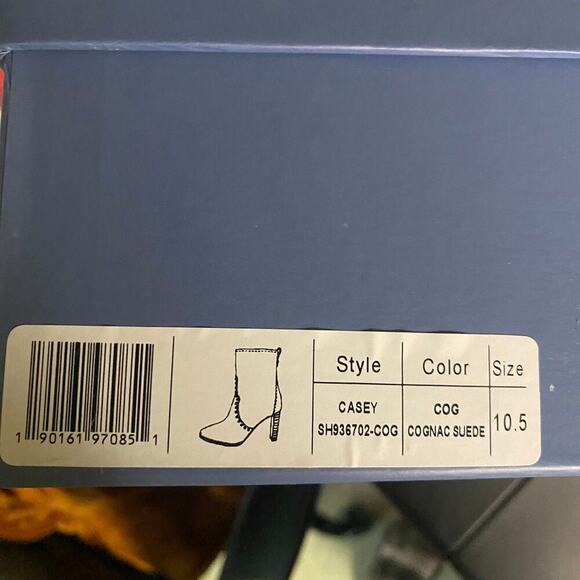 1 90161 97085 1
Style
Color
Size
CASEY
SH936702-COG
COG
COGNAC SUEDE
10.5